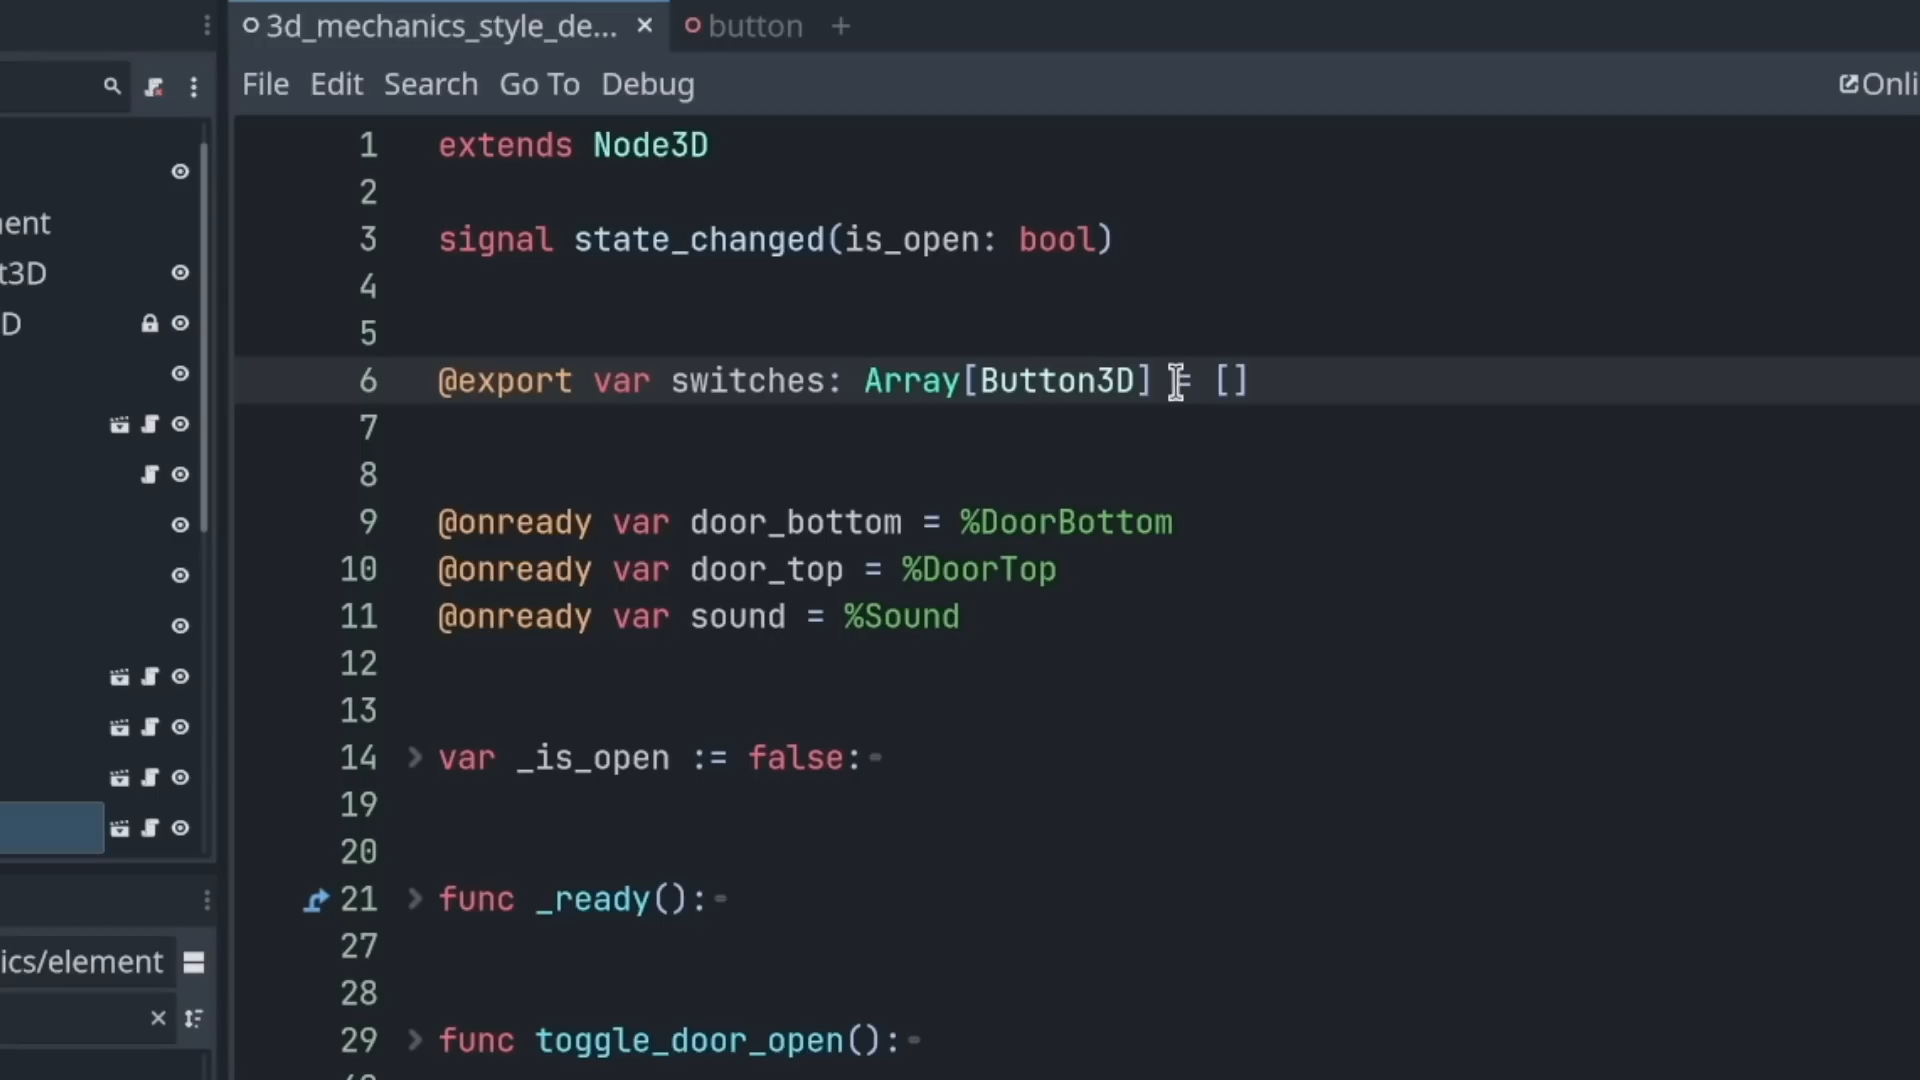 3d_mechanics_style_de... × button +
File Edit Search Go To Debug
Onli
1 extends Node3D
2
ent
3 signal state_changed(is_open: bool)
t3D
4
D
5
6 @export var switches: Array[Button3D] = []
7
8
9 @onready var door_bottom = %DoorBottom
10 @onready var door_top = %DoorTop
11 @onready var sound = %Sound
12
13
14 var _is_open := false:
19
20
21 func _ready():
27
ics/element
28
29 func toggle_door_open():